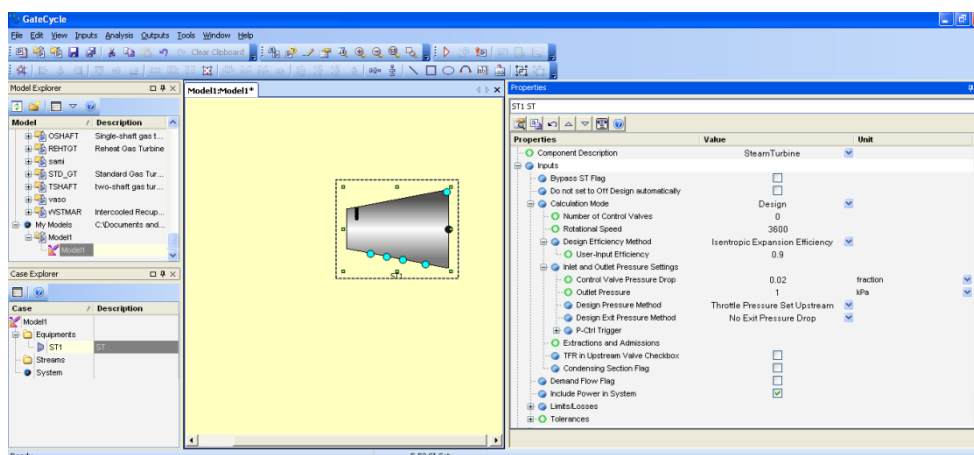 GateCycle
File Edit View Inputs Analysis Outputs Tools Window Help
Clear Clipboard
Model Explorer
Model / Description
OSHAFT Single-shaft gas t...
REHTGT Reheat Gas Turbine
sami
STD_GT Standard Gas Tur...
TSHAFT two-shaft gas tur...
vaso
WSTMAR Intercooled Recup...
My Models C:\Documents and...
Model1
Model1
Case Explorer
Case / Description
Model1
Equipments
ST1 ST
Streams
System
Model1:Model1*
ST1
Properties
ST1 ST
Properties Value Unit
Component Description SteamTurbine
Inputs
Bypass ST Flag
Do not set to Off Design automatically
Calculation Mode Design
Number of Control Valves 0
Rotational Speed 3600
Design Efficiency Method Isentropic Expansion Efficiency
User-Input Efficiency 0.9
Inlet and Outlet Pressure Settings
Control Valve Pressure Drop 0.02 fraction
Outlet Pressure 1 kPa
Design Pressure Method Throttle Pressure Set Upstream
Design Exit Pressure Method No Exit Pressure Drop
P-Ctrl Trigger
Extractions and Admissions
TFR in Upstream Valve Checkbox
Condensing Section Flag
Demand Flow Flag
Include Power in System
Limits/Losses
Tolerances